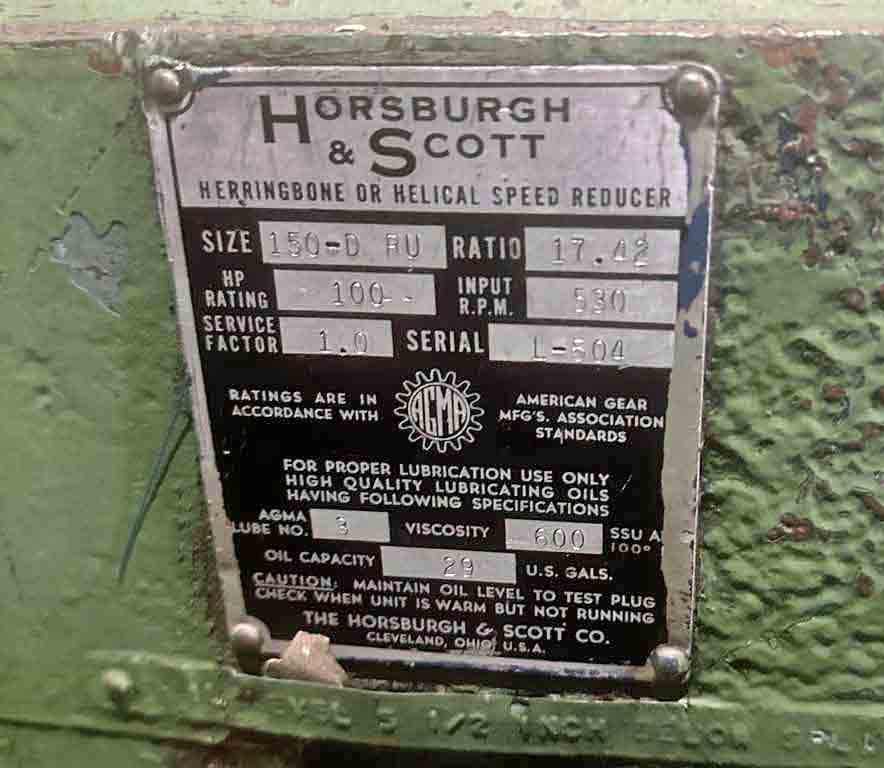 HORSBURGH
& SCOTT
HERRINGBONE OR HELICAL SPEED REDUCER
SIZE 150-D RU RATIO 17.42
HP RATING 100- INPUT R.P.M. 530
SERVICE FACTOR 1.0 SERIAL L-504
RATINGS ARE IN ACCORDANCE WITH
AGMA
AMERICAN GEAR MFG'S. ASSOCIATION STANDARDS
FOR PROPER LUBRICATION USE ONLY
HIGH QUALITY LUBRICATING OILS
HAVING FOLLOWING SPECIFICATIONS
AGMA LUBE NO. 3 VISCOSITY 600 SSU A 100°
OIL CAPACITY 29 U.S. GALS.
CAUTION: MAINTAIN OIL LEVEL TO TEST PLUG
CHECK WHEN UNIT IS WARM BUT NOT RUNNING
THE HORSBURGH & SCOTT CO.
CLEVELAND, OHIO, U.S.A.
5 1/2 INCH BELOW